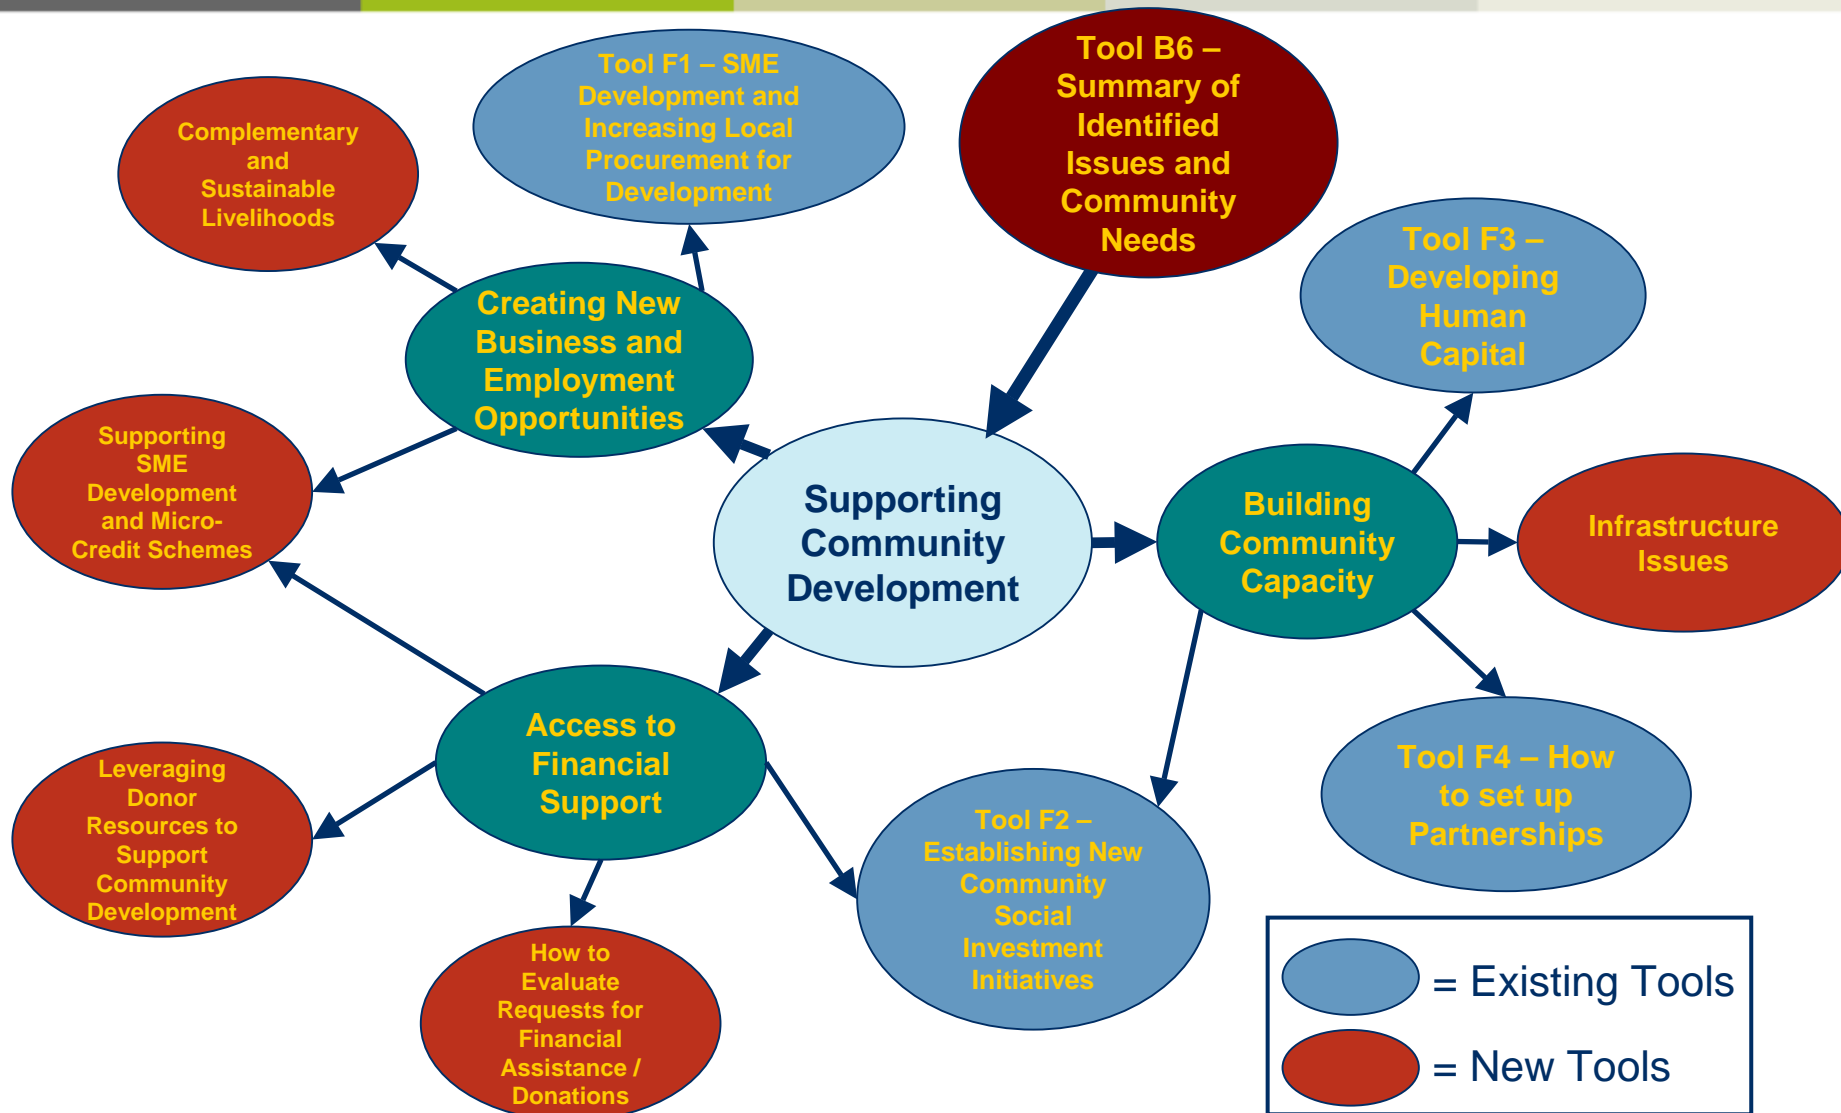 Tool F1 – SME
Development and
Increasing Local
Procurement for
Development
Tool B6 –
Summary of
Identified
Issues and
Community
Needs
Complementary
and
Sustainable
Livelihoods
Tool F3 –
Developing
Human
Capital
Creating New
Business and
Employment
Opportunities
Supporting
SME
Development
and Micro-
Credit Schemes
Supporting
Community
Development
Building
Community
Capacity
Infrastructure
Issues
Access to
Financial
Support
Leveraging
Donor
Resources to
Support
Community
Development
Tool F2 –
Establishing New
Community
Social
Investment
Initiatives
Tool F4 – How
to set up
Partnerships
How to
Evaluate
Requests for
Financial
Assistance /
Donations
= Existing Tools
= New Tools